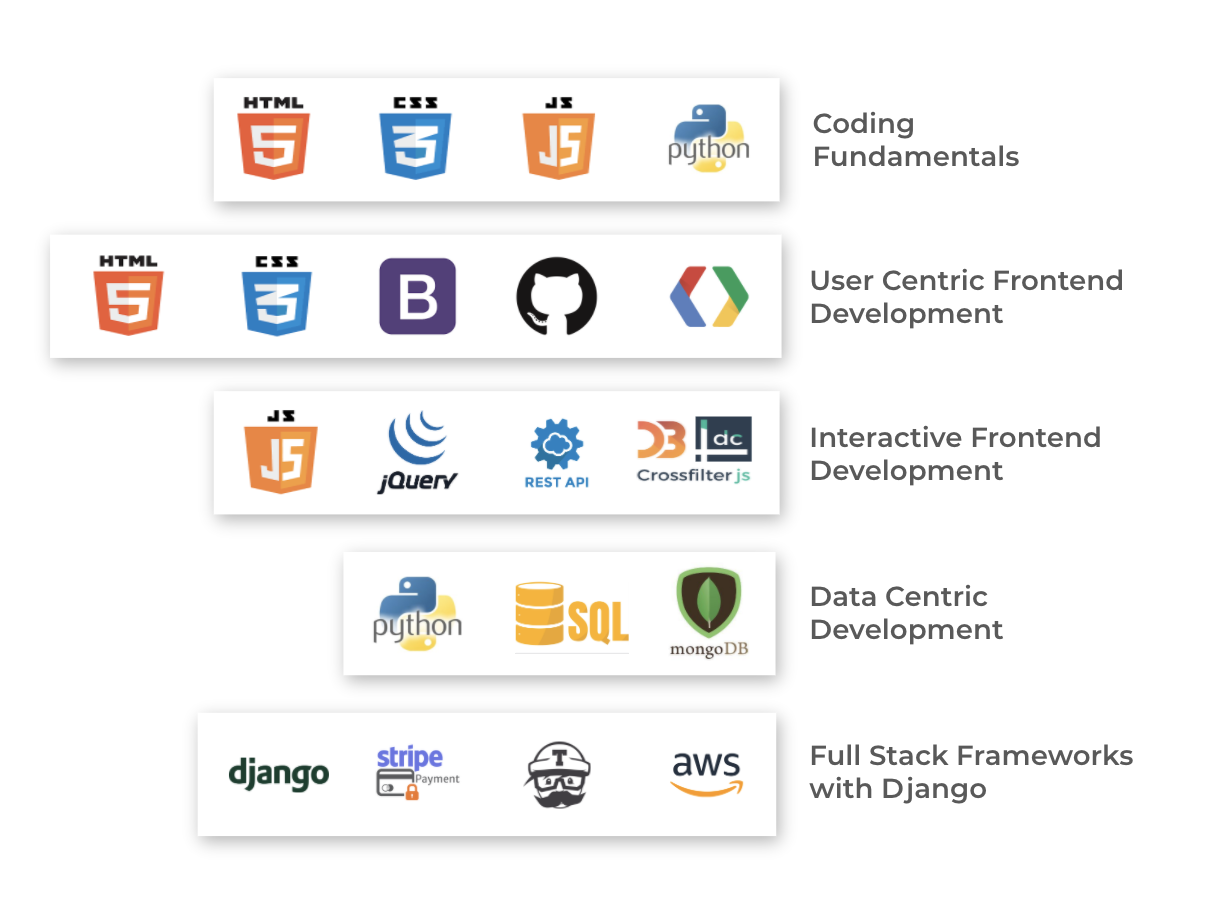 HTML
5
CSS
3
JS
JS
python
Coding
Fundamentals
HTML
5
CSS
3
B
User Centric Frontend
Development
JS
JS
jQuery
REST API
D3
dc
Crossfilter js
Interactive Frontend
Development
python
SQL
mongoDB
Data Centric
Development
django
stripe
Payment
T
aws
Full Stack Frameworks
with Django